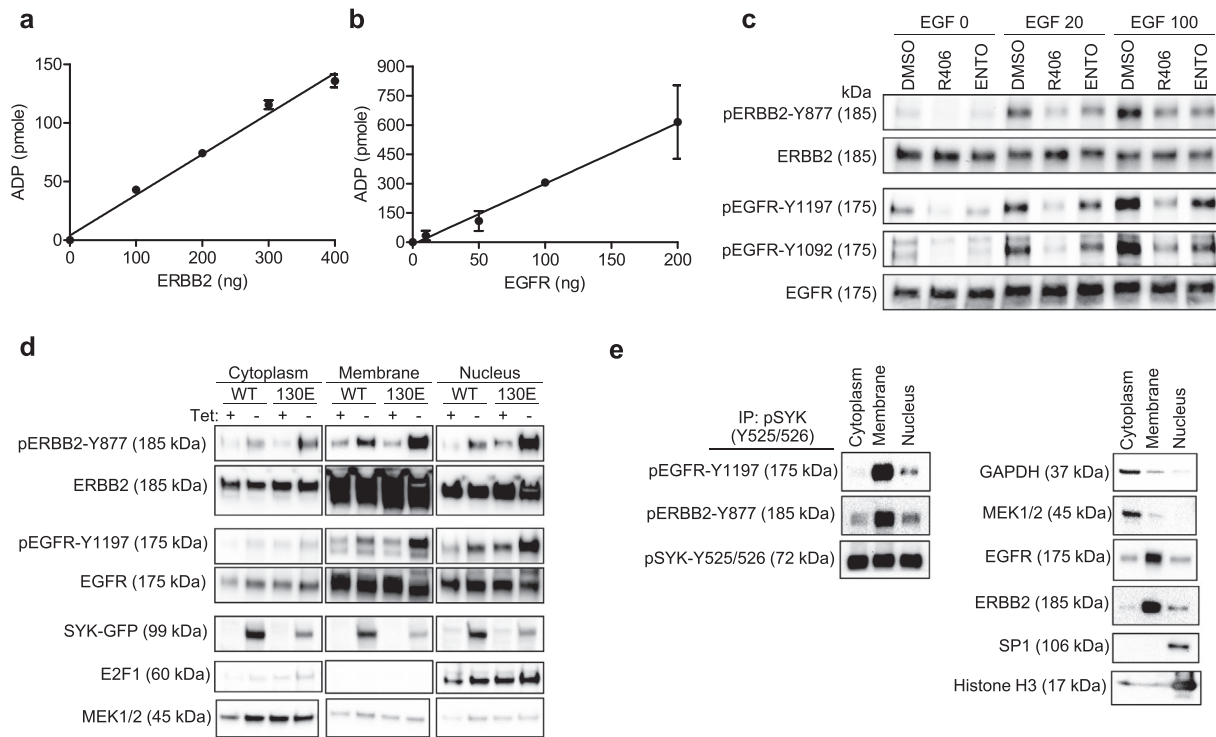 a
150
100
50
0
ADP (pmole)
0 100 200 300 400
ERBB2 (ng)
b
900
750
600
450
300
150
0
ADP (pmole)
0 50 100 150 200
EGFR (ng)
c
EGF 0 EGF 20 EGF 100
kDa DMSO R406 ENTO DMSO R406 ENTO DMSO R406 ENTO
pERBB2-Y877 (185)
ERBB2 (185)
pEGFR-Y1197 (175)
pEGFR-Y1092 (175)
EGFR (175)
d
Cytoplasm Membrane Nucleus
WT 130E WT 130E WT 130E
Tet: + - + - + - + - + - + -
pERBB2-Y877 (185 kDa)
ERBB2 (185 kDa)
pEGFR-Y1197 (175 kDa)
EGFR (175 kDa)
SYK-GFP (99 kDa)
E2F1 (60 kDa)
MEK1/2 (45 kDa)
e
IP: pSYK
(Y525/526)
Cytoplasm Membrane Nucleus
pEGFR-Y1197 (175 kDa)
pERBB2-Y877 (185 kDa)
pSYK-Y525/526 (72 kDa)
Cytoplasm Membrane Nucleus
GAPDH (37 kDa)
MEK1/2 (45 kDa)
EGFR (175 kDa)
ERBB2 (185 kDa)
SP1 (106 kDa)
Histone H3 (17 kDa)